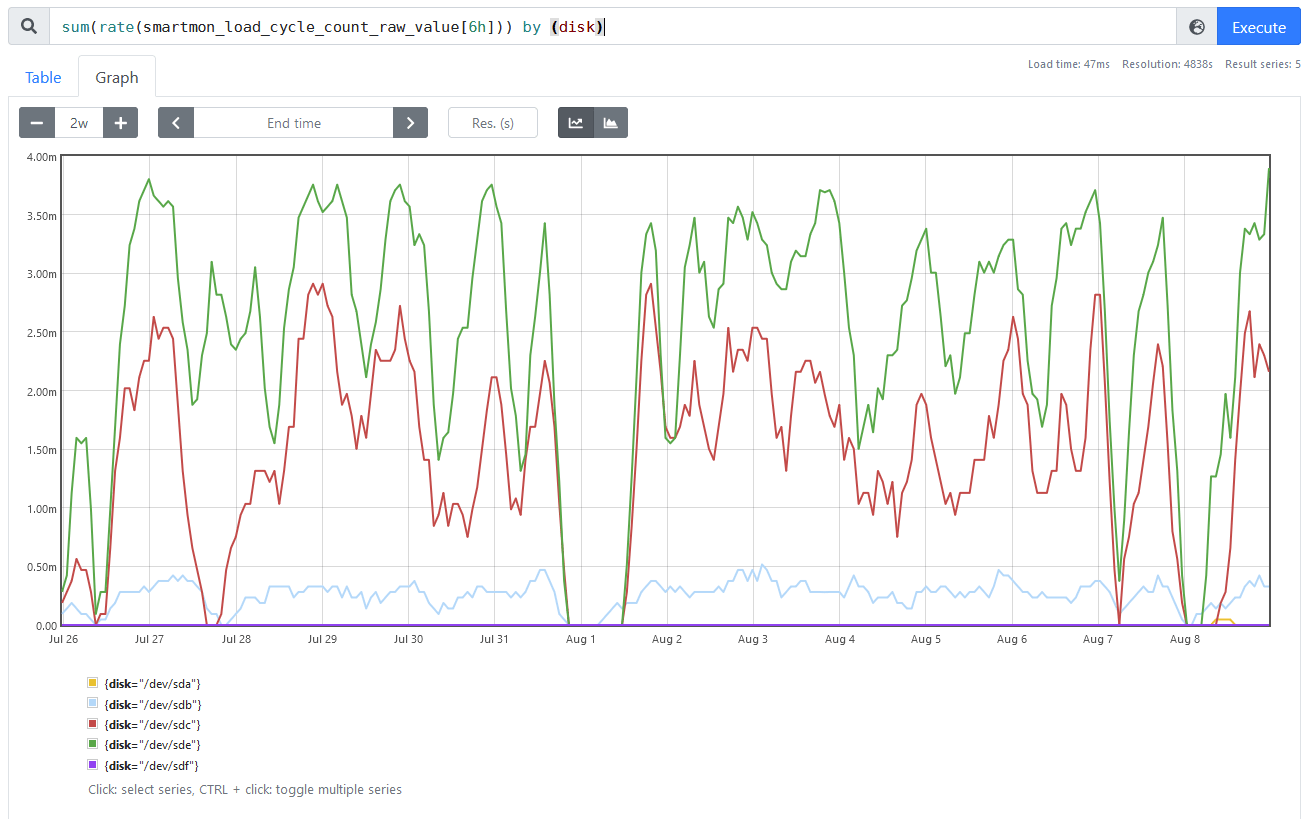 sum(rate(smartmon_load_cycle_count_raw_value[6h])) by (disk)
Execute
Table
Graph
Load time: 47ms Resolution: 4838s Result series: 5
2w
End time
Res. (s)
4.00m
3.50m
3.00m
2.50m
2.00m
1.50m
1.00m
0.50m
0.00
Jul 26 Jul 27 Jul 28 Jul 29 Jul 30 Jul 31 Aug 1 Aug 2 Aug 3 Aug 4 Aug 5 Aug 6 Aug 7 Aug 8
{disk="/dev/sda"}
{disk="/dev/sdb"}
{disk="/dev/sdc"}
{disk="/dev/sde"}
{disk="/dev/sdf"}
Click: select series, CTRL + click: toggle multiple series